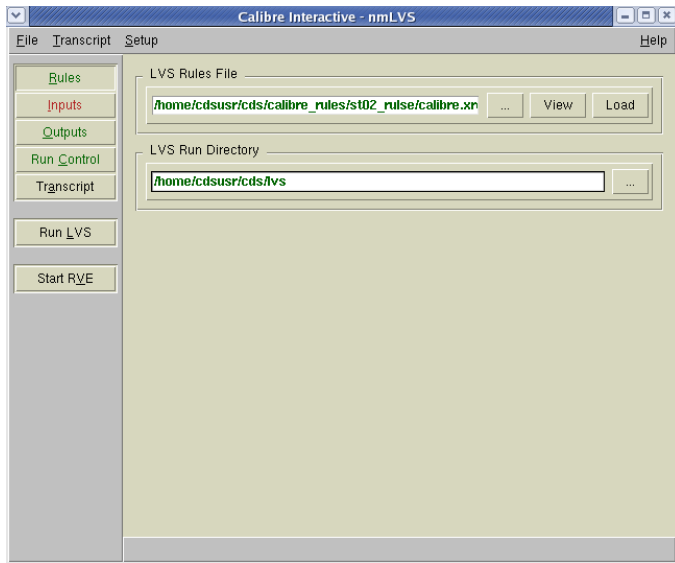 Calibre Interactive - nmLVS
File Transcript Setup Help
Rules
Inputs
Outputs
Run Control
Transcript
Run LVS
Start RVE
LVS Rules File
/home/cdsusr/cds/calibre_rules/st02_rulse/calibre.xr ... View Load
LVS Run Directory
/home/cdsusr/cds/lvs ...